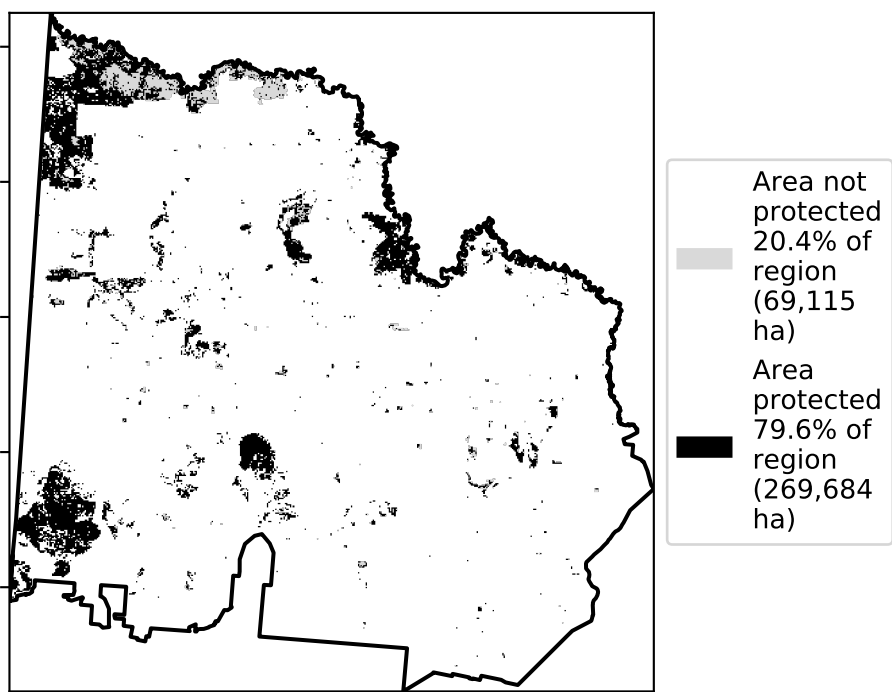 Area not
protected
20.4% of
region
(69,115
ha)
Area
protected
79.6% of
region
(269,684
ha)